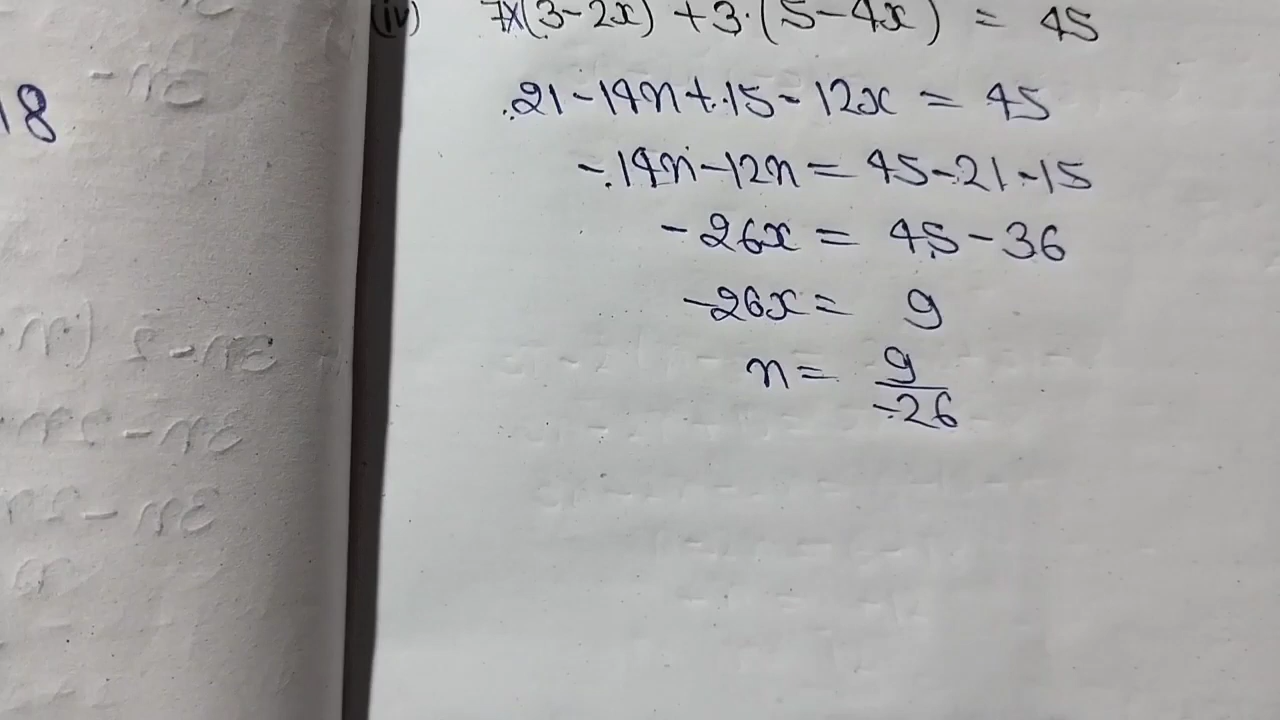 18
(iv) 7×(3-2x) + 3·(5-4x) = 45
21-14x+15-12x = 45
-14x-12x = 45-21-15
-26x = 45-36
-26x = 9
x = 9/-26